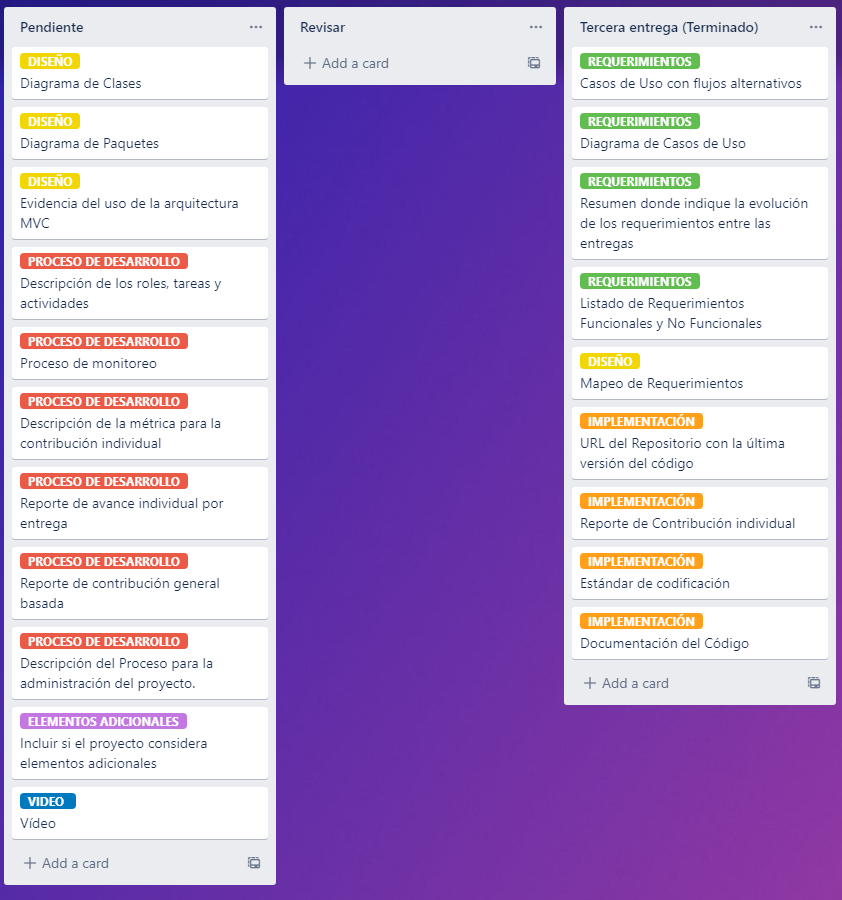 Pendiente
DISEÑO
Diagrama de Clases
DISEÑO
Diagrama de Paquetes
DISEÑO
Evidencia del uso de la arquitectura
MVC
PROCESO DE DESARROLLO
Descripción de los roles, tareas y
actividades
PROCESO DE DESARROLLO
Proceso de monitoreo
PROCESO DE DESARROLLO
Descripción de la métrica para la
contribución individual
PROCESO DE DESARROLLO
Reporte de avance individual por
entrega
PROCESO DE DESARROLLO
Reporte de contribución general
basada
PROCESO DE DESARROLLO
Descripción del Proceso para la
administración del proyecto.
ELEMENTOS ADICIONALES
Incluir si el proyecto considera
elementos adicionales
VIDEO
Vídeo
Add a card
Revisar
Add a card
Tercera entrega (Terminado)
REQUERIMIENTOS
Casos de Uso con flujos alternativos
REQUERIMIENTOS
Diagrama de Casos de Uso
REQUERIMIENTOS
Resumen donde indique la evolución
de los requerimientos entre las
entregas
REQUERIMIENTOS
Listado de Requerimientos
Funcionales y No Funcionales
DISEÑO
Mapeo de Requerimientos
IMPLEMENTACIÓN
URL del Repositorio con la última
versión del código
IMPLEMENTACIÓN
Reporte de Contribución individual
IMPLEMENTACIÓN
Estándar de codificación
IMPLEMENTACIÓN
Documentación del Código
Add a card